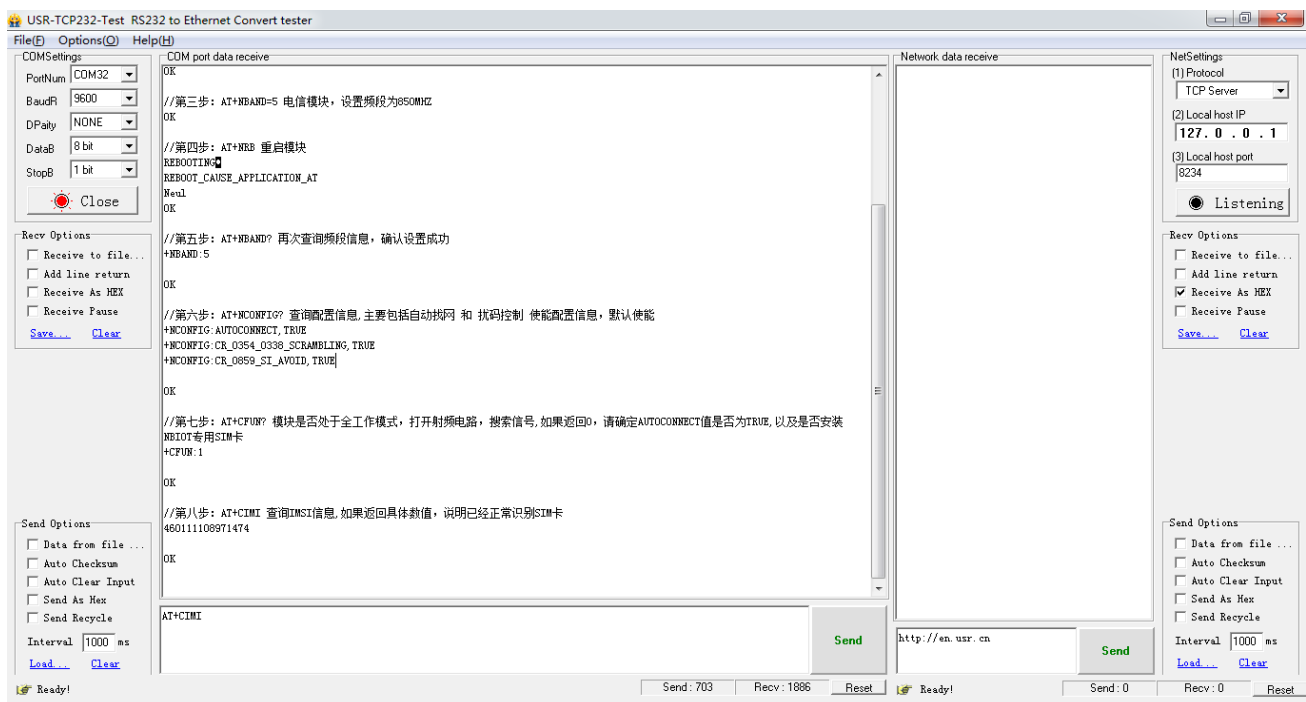 USR-TCP232-Test RS232 to Ethernet Convert tester
File(F) Options(O) Help(H)
COMSettings
PortNum COM32
BaudR 9600
DPaity NONE
DataB 8 bit
StopB 1 bit
Close
Recv Options
Receive to file...
Add line return
Receive As HEX
Receive Pause
Save... Clear
Send Options
Data from file ...
Auto Checksum
Auto Clear Input
Send As Hex
Send Recycle
Interval 1000 ms
Load... Clear
Ready!
COM port data receive
OK
//第三步：AT+NBAND=5 电信模块，设置频段为850MHZ
OK
//第四步：AT+NRB 重启模块
REBOOTING
REBOOT_CAUSE_APPLICATION_AT
Neul
OK
//第五步：AT+NBAND? 再次查询频段信息，确认设置成功
+NBAND:5
OK
//第六步：AT+NCONFIG? 查询配置信息,主要包括自动找网 和 扰码控制 使能配置信息，默认使能
+NCONFIG:AUTOCONNECT,TRUE
+NCONFIG:CR_0354_0338_SCRAMBLING,TRUE
+NCONFIG:CR_0859_SI_AVOID,TRUE
OK
//第七步：AT+CFUN? 模块是否处于全工作模式，打开射频电路，搜索信号,如果返回0，请确定AUTOCONNECT值是否为TRUE,以及是否安装
NBIOT专用SIM卡
+CFUN:1
OK
//第八步：AT+CIMI 查询IMSI信息,如果返回具体数值，说明已经正常识别SIM卡
460111108971474
OK
AT+CIMI
Send
Send : 703 Recv : 1886 Reset
Network data receive
http://en.usr.cn
Send
Ready! Send : 0 Recv : 0 Reset
NetSettings
(1) Protocol
TCP Server
(2) Local host IP
127. 0 . 0 . 1
(3) Local host port
8234
Listening
Recv Options
Receive to file...
Add line return
Receive As HEX
Receive Pause
Save... Clear
Send Options
Data from file ...
Auto Checksum
Auto Clear Input
Send As Hex
Send Recycle
Interval 1000 ms
Load... Clear